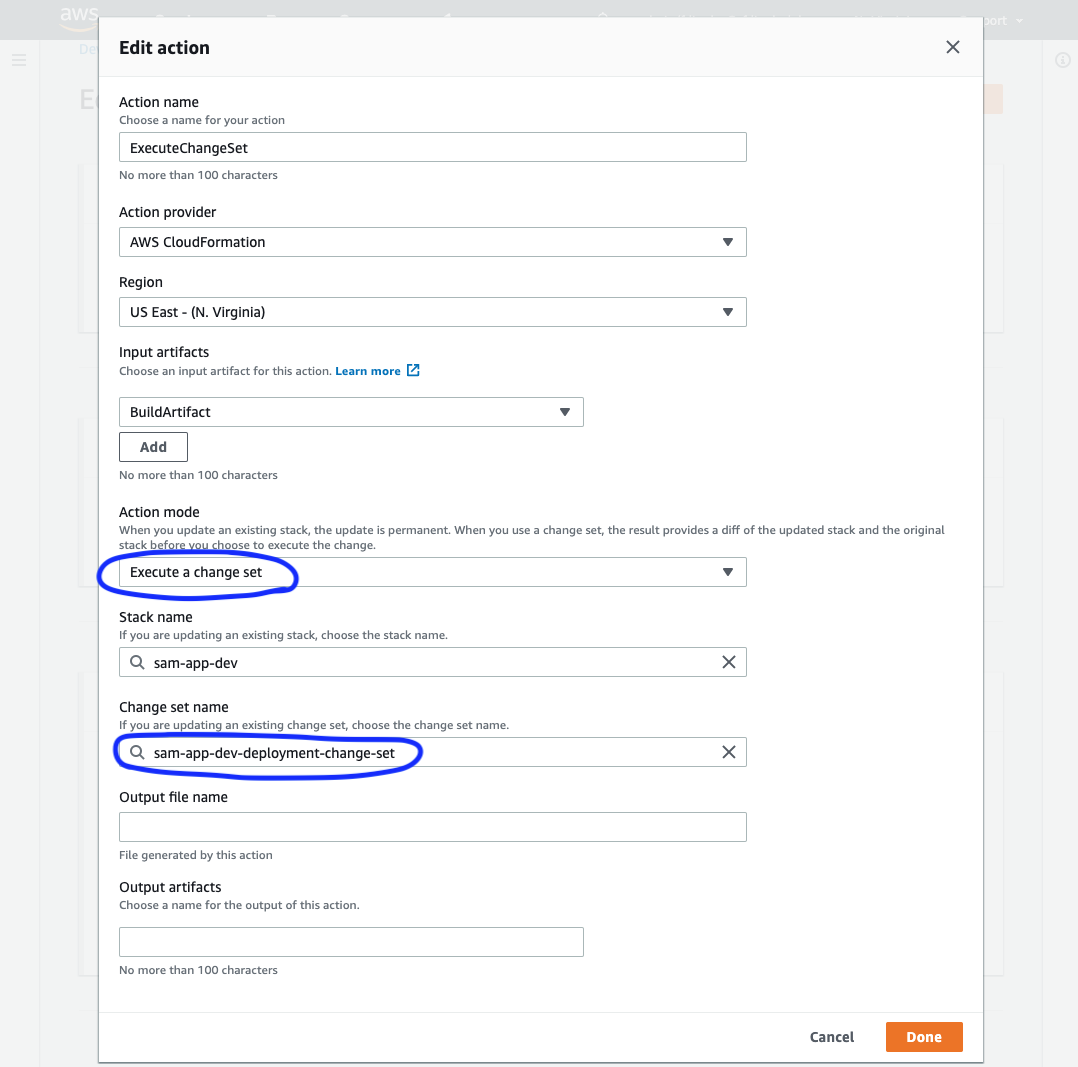 aws
Edit action
Action name
Choose a name for your action
ExecuteChangeSet
No more than 100 characters
Action provider
AWS CloudFormation
Region
US East - (N. Virginia)
Input artifacts
Choose an input artifact for this action. Learn more
BuildArtifact
Add
No more than 100 characters
Action mode
When you update an existing stack, the update is permanent. When you use a change set, the result provides a diff of the updated stack and the original
stack before you choose to execute the change.
Execute a change set
Stack name
If you are updating an existing stack, choose the stack name.
sam-app-dev
Change set name
If you are updating an existing change set, choose the change set name.
sam-app-dev-deployment-change-set
Output file name
File generated by this action
Output artifacts
Choose a name for the output of this action.
No more than 100 characters
Cancel
Done